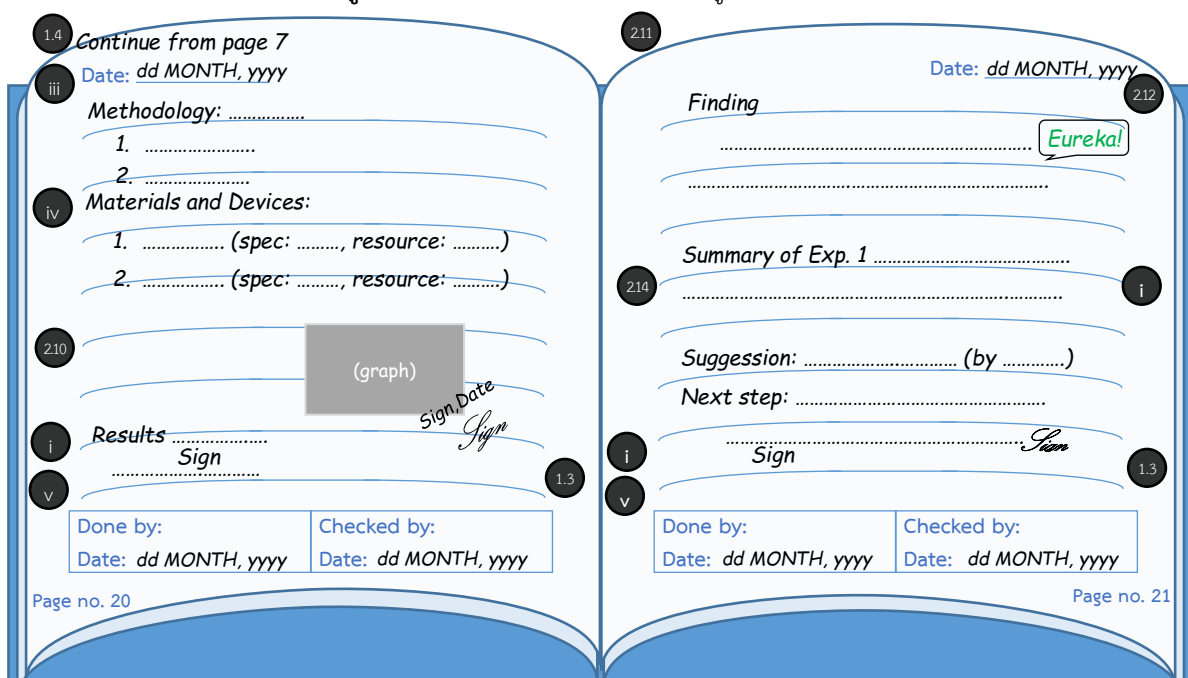 1.4 Continue from page 7
iii Date: dd MONTH, yyyy
Methodology: ...............
1. ......................
2. .....................
iv Materials and Devices:
1. ................ (spec: ........., resource: .........)
2. ................ (spec: ........., resource: .........)
2.10
(graph)
Sign,Date
Sign
i Results ...................
Sign
.............................
v
1.3
Done by: Checked by:
Date: dd MONTH, yyyy Date: dd MONTH, yyyy
Page no. 20
2.11
Date: dd MONTH, yyyy
2.12
Finding
.............................................................. Eureka!
........................................................................
Summary of Exp. 1 .......................................
2.14 ............................................................................ i
Suggession: .............................. (by ............)
Next step: ..................................................
i ........................................................... Sign
Sign
1.3
v
Done by: Checked by:
Date: dd MONTH, yyyy Date: dd MONTH, yyyy
Page no. 21